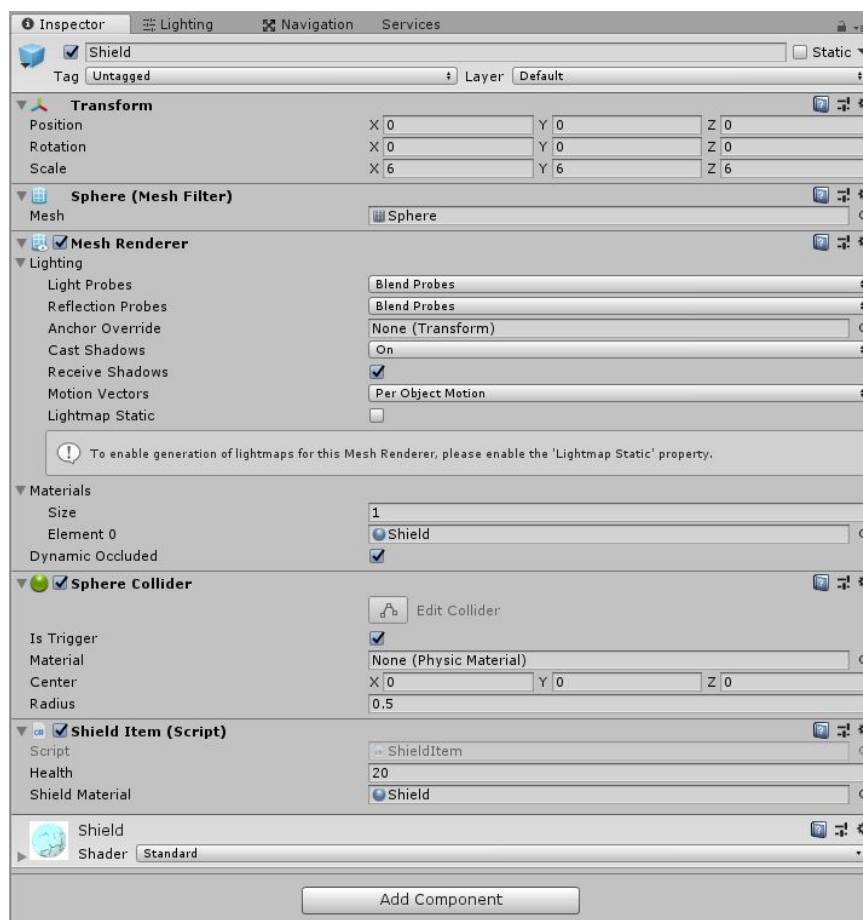 Inspector Lighting Navigation Services
Shield Static
Tag Untagged Layer Default
Transform
Position X 0 Y 0 Z 0
Rotation X 0 Y 0 Z 0
Scale X 6 Y 6 Z 6
Sphere (Mesh Filter)
Mesh Sphere
Mesh Renderer
Lighting
Light Probes Blend Probes
Reflection Probes Blend Probes
Anchor Override None (Transform)
Cast Shadows On
Receive Shadows
Motion Vectors Per Object Motion
Lightmap Static
To enable generation of lightmaps for this Mesh Renderer, please enable the 'Lightmap Static' property.
Materials
Size 1
Element 0 Shield
Dynamic Occluded
Sphere Collider
Edit Collider
Is Trigger
Material None (Physic Material)
Center X 0 Y 0 Z 0
Radius 0.5
Shield Item (Script)
Script ShieldItem
Health 20
Shield Material Shield
Shield
Shader Standard
Add Component